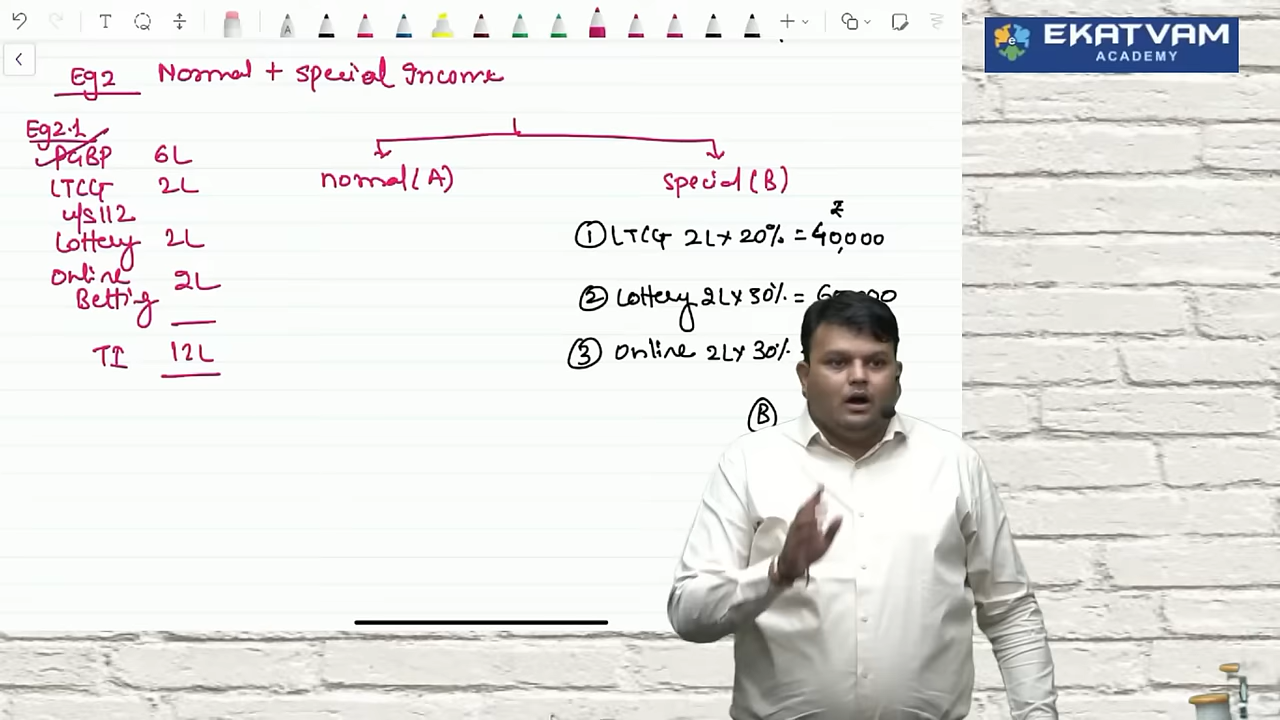 EKATVAM
ACADEMY
Eg2 Normal + special Income
Eg2.1
PGBP 6L
LTCG 2L
u/s 112
Lottery 2L
Online 2L
Betting
TI 12L
normal (A)
special (B)
① LTCG 2L x 20% = 40,000
② Lottery 2L x 30% =
③ Online 2L x 30%
Ⓑ